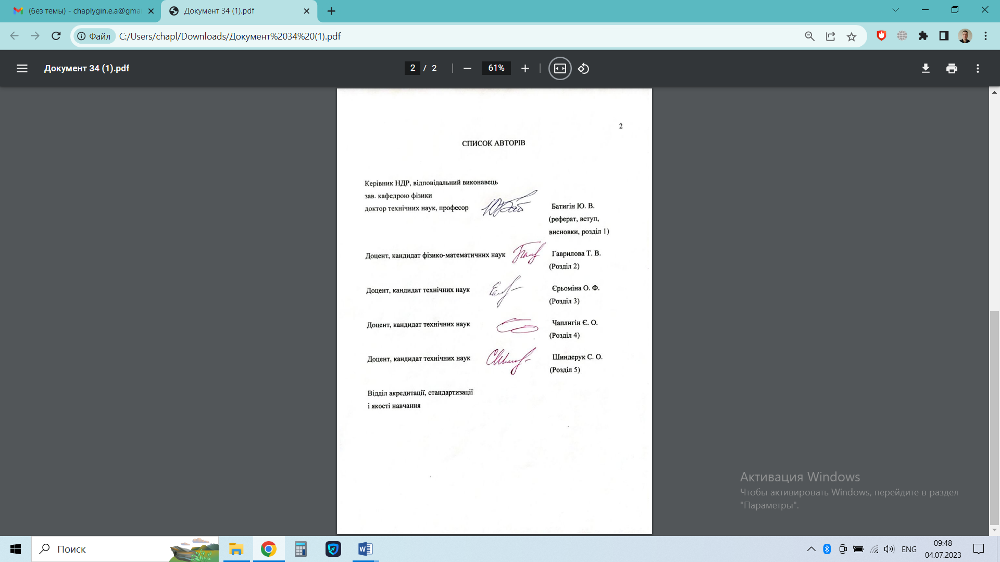 (без темы) - chaplygin.e.a@gmai
Документ 34 (1).pdf
Файл
C:/Users/chapl/Downloads/Документ%2034%20(1).pdf
Документ 34 (1).pdf
2 / 2
61%
2
СПИСОК АВТОРІВ
Керівник НДР, відповідальний виконавець
зав. кафедрою фізики
доктор технічних наук, професор
Батигін Ю. В.
(реферат, вступ,
висновки, розділ 1)
Доцент, кандидат фізико-математичних наук
Гаврилова Т. В.
(Розділ 2)
Доцент, кандидат технічних наук
Єрьоміна О. Ф.
(Розділ 3)
Доцент, кандидат технічних наук
Чаплигін Є. О.
(Розділ 4)
Доцент, кандидат технічних наук
Шиндерук С. О.
(Розділ 5)
Відділ акредитації, стандартизації
і якості навчання
Активация Windows
Чтобы активировать Windows, перейдите в раздел
"Параметры".
Поиск
ENG
09:48
04.07.2023